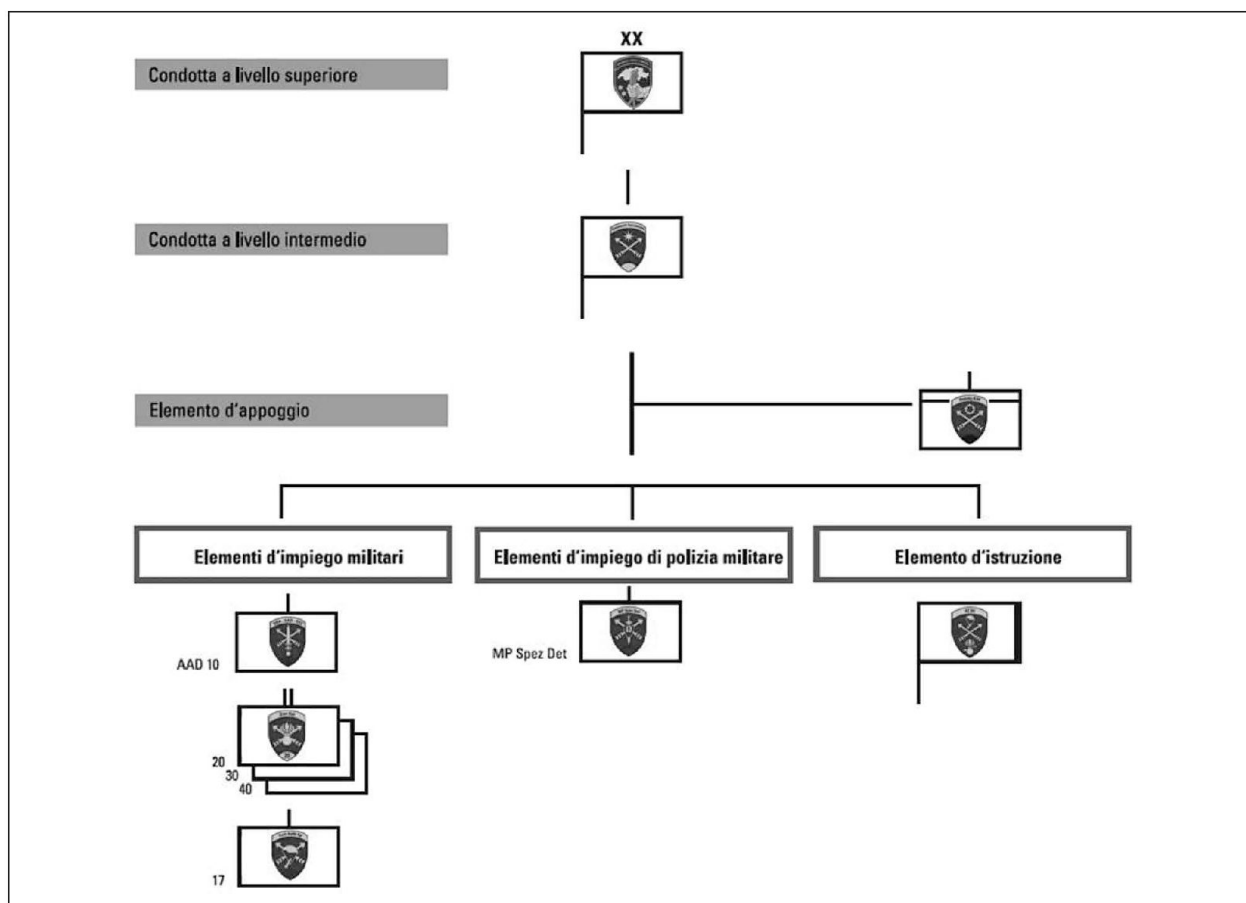 XX
Condotta a livello superiore
Condotta a livello intermedio
Elemento d'appoggio
Elementi d'impiego militari
Elementi d'impiego di polizia militare
Elemento d'istruzione
AAD 10
MP Spez Det
20
30
40
17